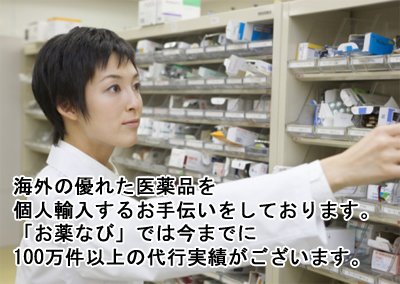 海外の優れた医薬品を
個人輸入するお手伝いをしております。
「お薬なび」では今までに
100万件以上の代行実績がございます。